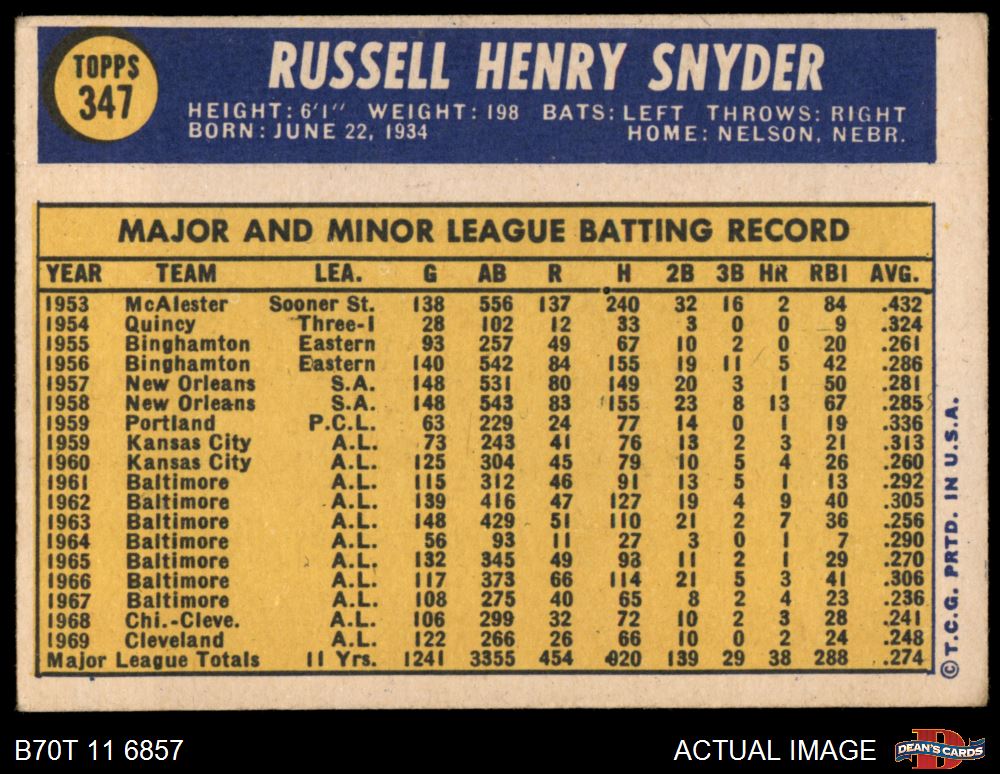 TOPPS
347
RUSSELL HENRY SNYDER
HEIGHT: 6'1" WEIGHT: 198 BATS: LEFT THROWS: RIGHT
BORN: JUNE 22, 1934 HOME: NELSON, NEBR.
MAJOR AND MINOR LEAGUE BATTING RECORD
YEAR TEAM LEA. G AB R H 2B 3B HR RBI AVG.
1953 McAlester Sooner St. 138 556 137 240 32 16 2 84 .432
1954 Quincy Three-I 28 102 12 33 3 0 0 9 .324
1955 Binghamton Eastern 93 257 49 67 10 2 0 20 .261
1956 Binghamton Eastern 140 542 84 155 19 11 5 42 .286
1957 New Orleans S.A. 148 531 80 149 20 3 1 50 .281
1958 New Orleans S.A. 148 543 83 155 23 8 13 67 .285
1959 Portland P.C.L. 63 229 24 77 14 0 1 19 .336
1959 Kansas City A.L. 73 243 41 76 13 2 3 21 .313
1960 Kansas City A.L. 125 304 45 79 10 5 4 26 .260
1961 Baltimore A.L. 115 312 46 91 13 5 1 13 .292
1962 Baltimore A.L. 139 416 47 127 19 4 9 40 .305
1963 Baltimore A.L. 148 429 51 110 21 2 7 36 .256
1964 Baltimore A.L. 56 93 11 27 3 0 1 7 .290
1965 Baltimore A.L. 132 345 49 93 11 2 1 29 .270
1966 Baltimore A.L. 117 373 66 114 21 5 3 41 .306
1967 Baltimore A.L. 108 275 40 65 8 2 4 23 .236
1968 Chi.-Cleve. A.L. 106 299 32 72 10 2 3 28 .241
1969 Cleveland A.L. 122 266 26 66 10 0 2 24 .248
Major League Totals 11 Yrs. 1241 3355 454 920 139 29 38 288 .274
© T.C.G. PRTD. IN U.S.A.
B70T 11 6857 ACTUAL IMAGE
D
DEAN'S CARDS